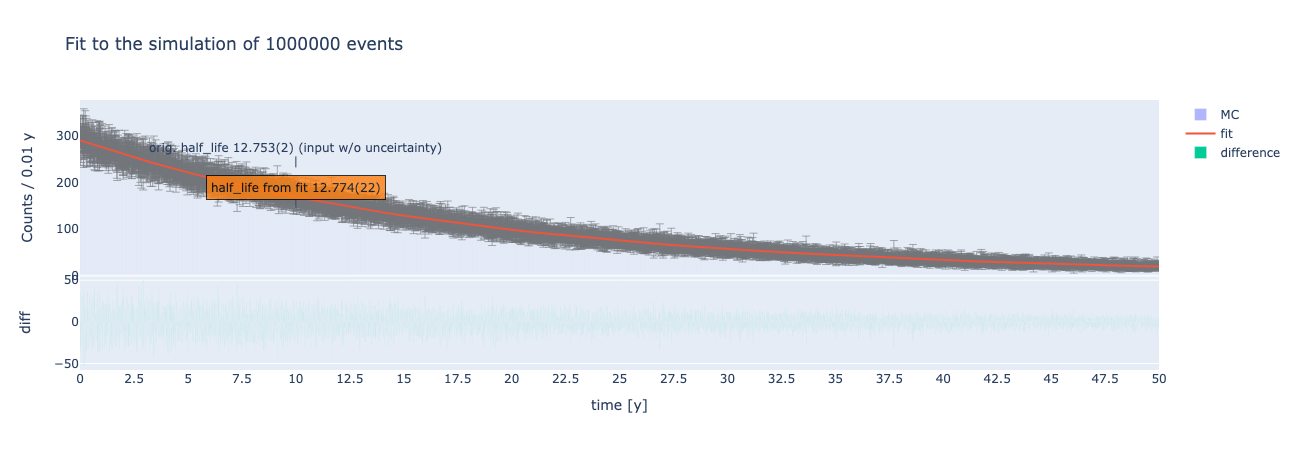 Fit to the simulation of 1000000 events
MC
fit
difference
Counts / 0.01 y
300
200
100
0
orig. half_life 12.753(2) (input w/o unceirtainty)
half_life from fit 12.774(22)
diff
50
0
−50
0 2.5 5 7.5 10 12.5 15 17.5 20 22.5 25 27.5 30 32.5 35 37.5 40 42.5 45 47.5 50
time [y]